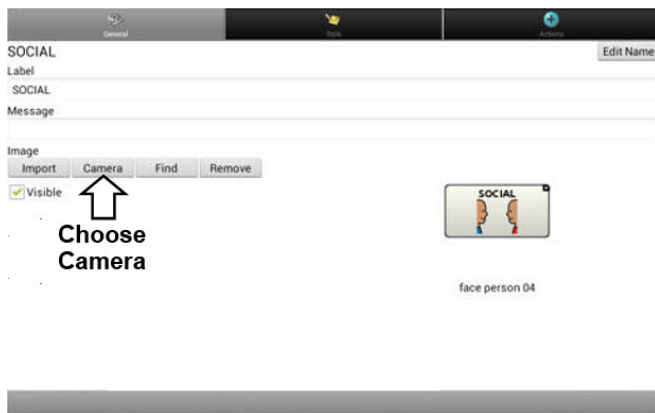 General
Style
Actions
SOCIAL
Edit Name
Label
SOCIAL
Message
Image
Import Camera Find Remove
Visible
SOCIAL
Choose
Camera
face person 04